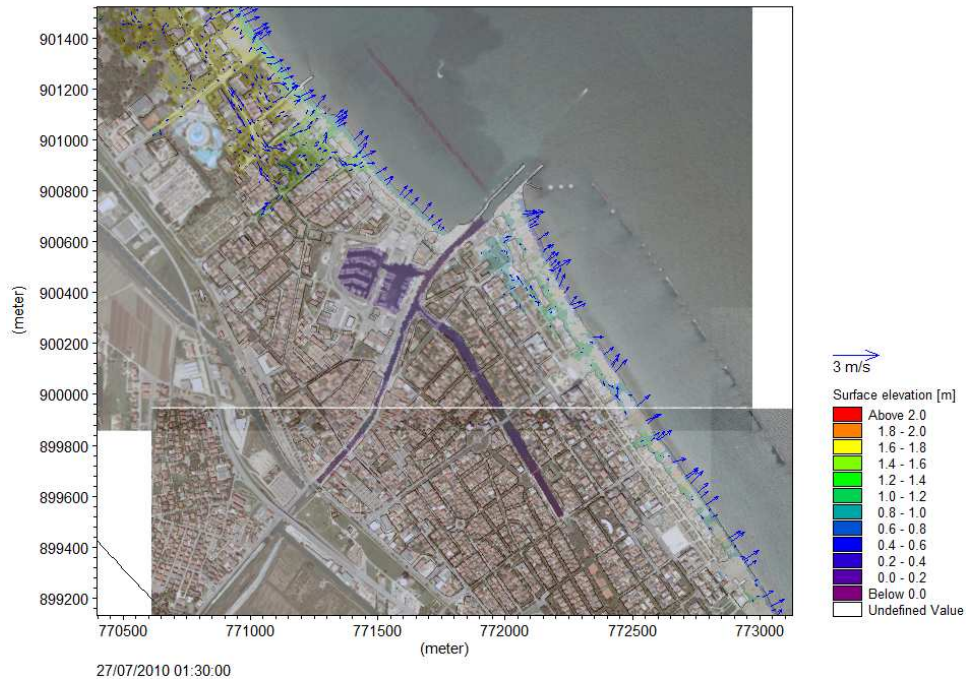 901400
901200
901000
900800
900600
900400
900200
900000
899800
899600
899400
899200
(meter)
770500 771000 771500 772000 772500 773000
(meter)
27/07/2010 01:30:00
3 m/s
Surface elevation [m]
Above 2.0
1.8 - 2.0
1.6 - 1.8
1.4 - 1.6
1.2 - 1.4
1.0 - 1.2
0.8 - 1.0
0.6 - 0.8
0.4 - 0.6
0.2 - 0.4
0.0 - 0.2
Below 0.0
Undefined Value